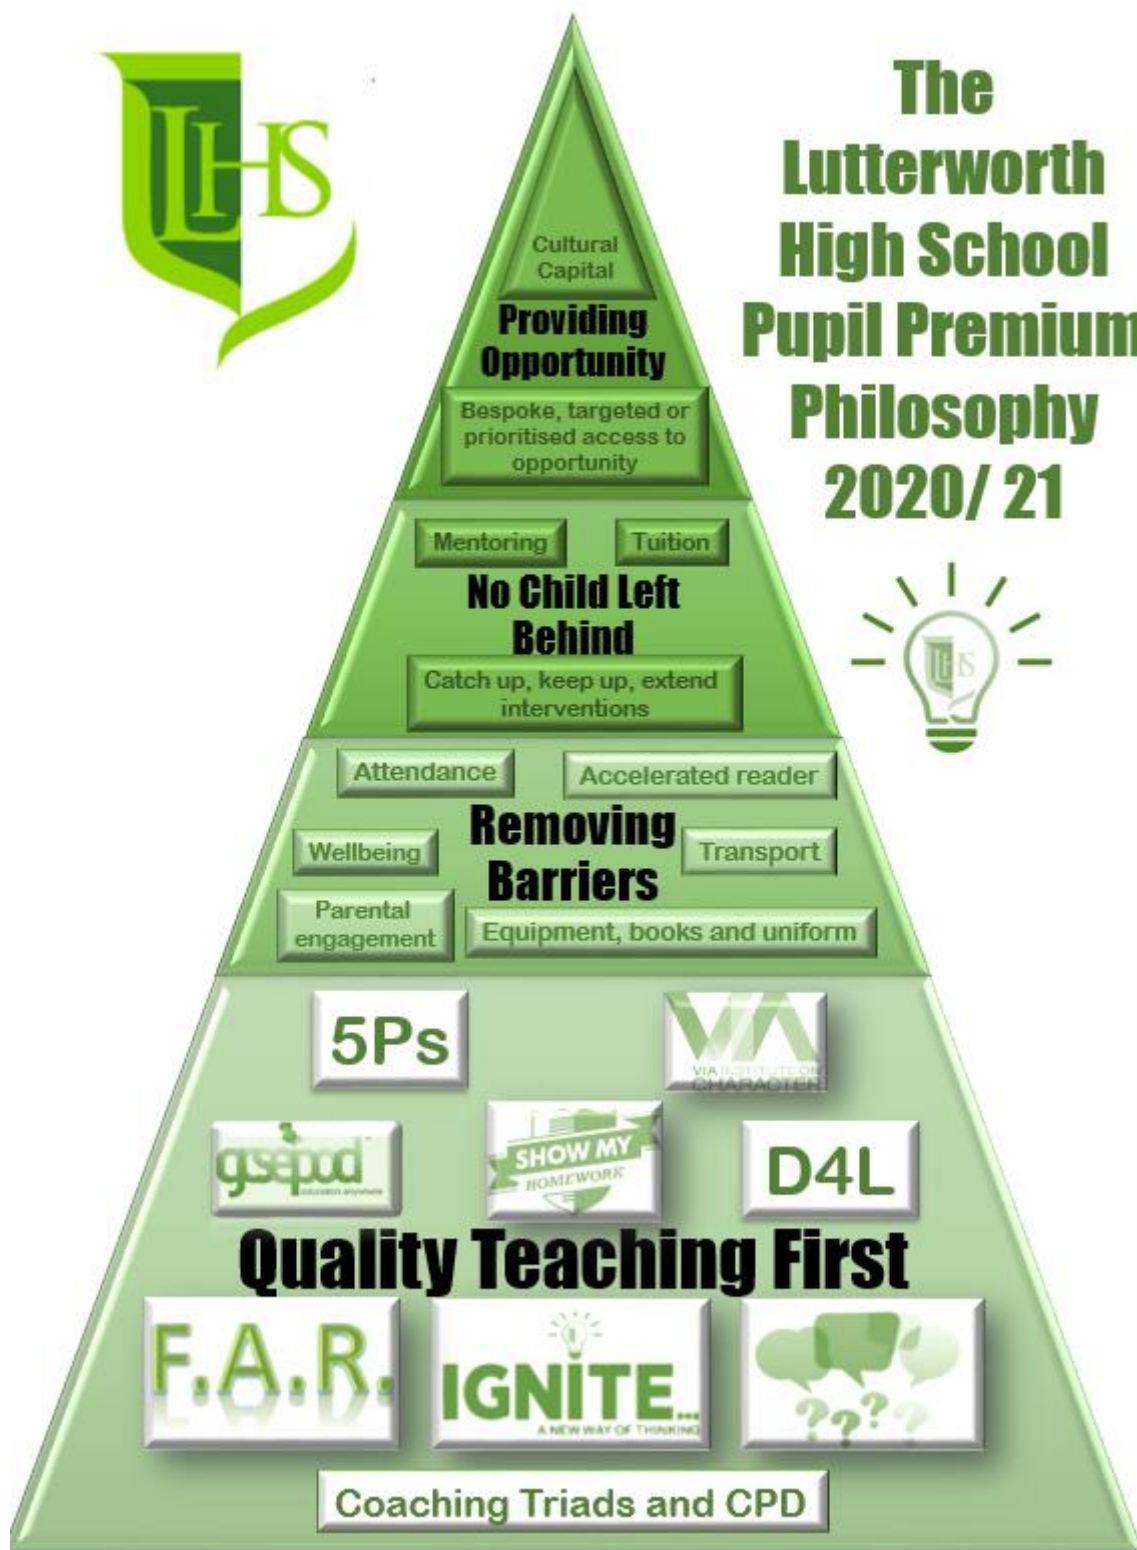 LHS
The
Lutterworth
High School
Pupil Premium
Philosophy
2020/ 21
LHS
Cultural
Capital
Providing
Opportunity
Bespoke, targeted or
prioritised access to
opportunity
Mentoring
Tuition
No Child Left
Behind
Catch up, keep up, extend
interventions
Attendance
Accelerated reader
Removing
Barriers
Wellbeing
Transport
Parental
engagement
Equipment, books and uniform
5Ps
VIA
VIA INSTITUTE ON
CHARACTER
gcsepod
education anywhere
SHOW MY
HOMEWORK
D4L
Quality Teaching First
F.A.R.
IGNITE...
A NEW WAY OF THINKING
????
Coaching Triads and CPD